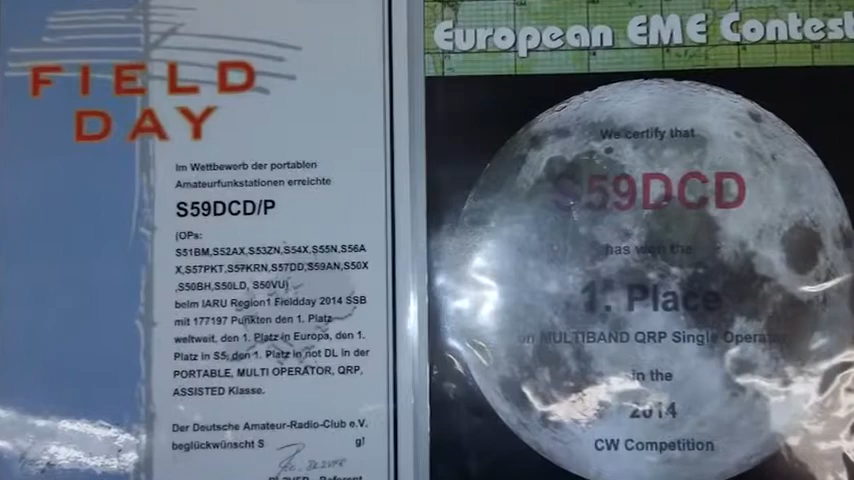 FIELD
DAY
Im Wettbewerb der portablen
Amateurfunkstationen erreichte
S59DCD/P
(OPs:
S51BM,S52AX,S53ZN,S54X,S55N,S56A
X,S57PKT,S57KRN,S57DD,S59AN,S50X
,S50BH,S50LD, S50VU)
beim IARU Region1 Fieldday 2014 SSB
mit 177197 Punkten den 1. Platz
weltweit, den 1. Platz in Europa, den 1.
Platz in S5, den 1. Platz in not DL in der
PORTABLE, MULTI OPERATOR, QRP,
ASSISTED Klasse.
Der Deutsche Amateur-Radio-Club e.V.
beglückwünscht S
g!
European EME Contest
We certify that
S59DCD
has won the
1. Place
on MULTIBAND QRP Single Operator
in the
2014
CW Competition